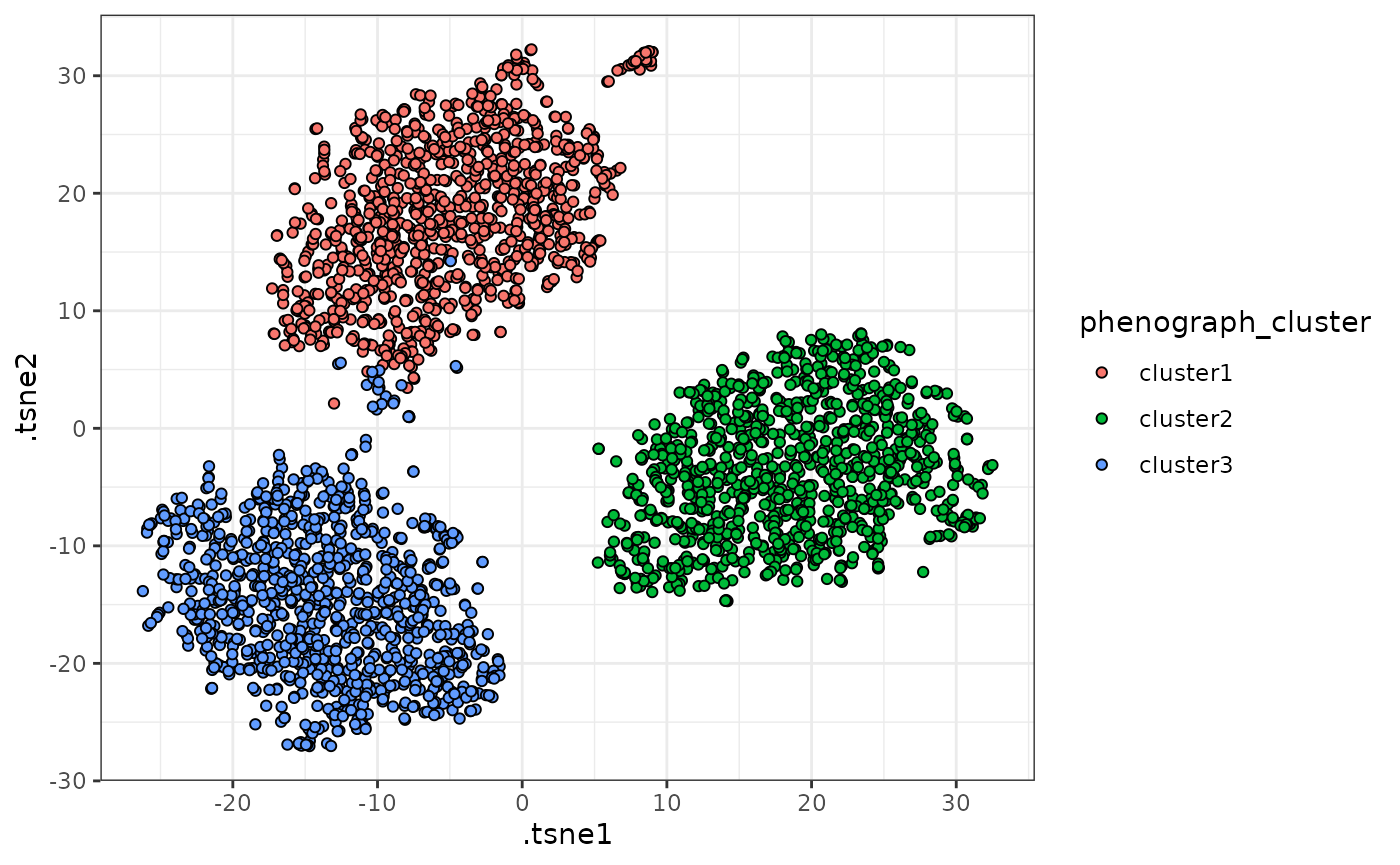 30
20
10
0
-10
-20
-30
-20 -10 0 10 20 30
.tsne1
.tsne2
phenograph_cluster
cluster1
cluster2
cluster3